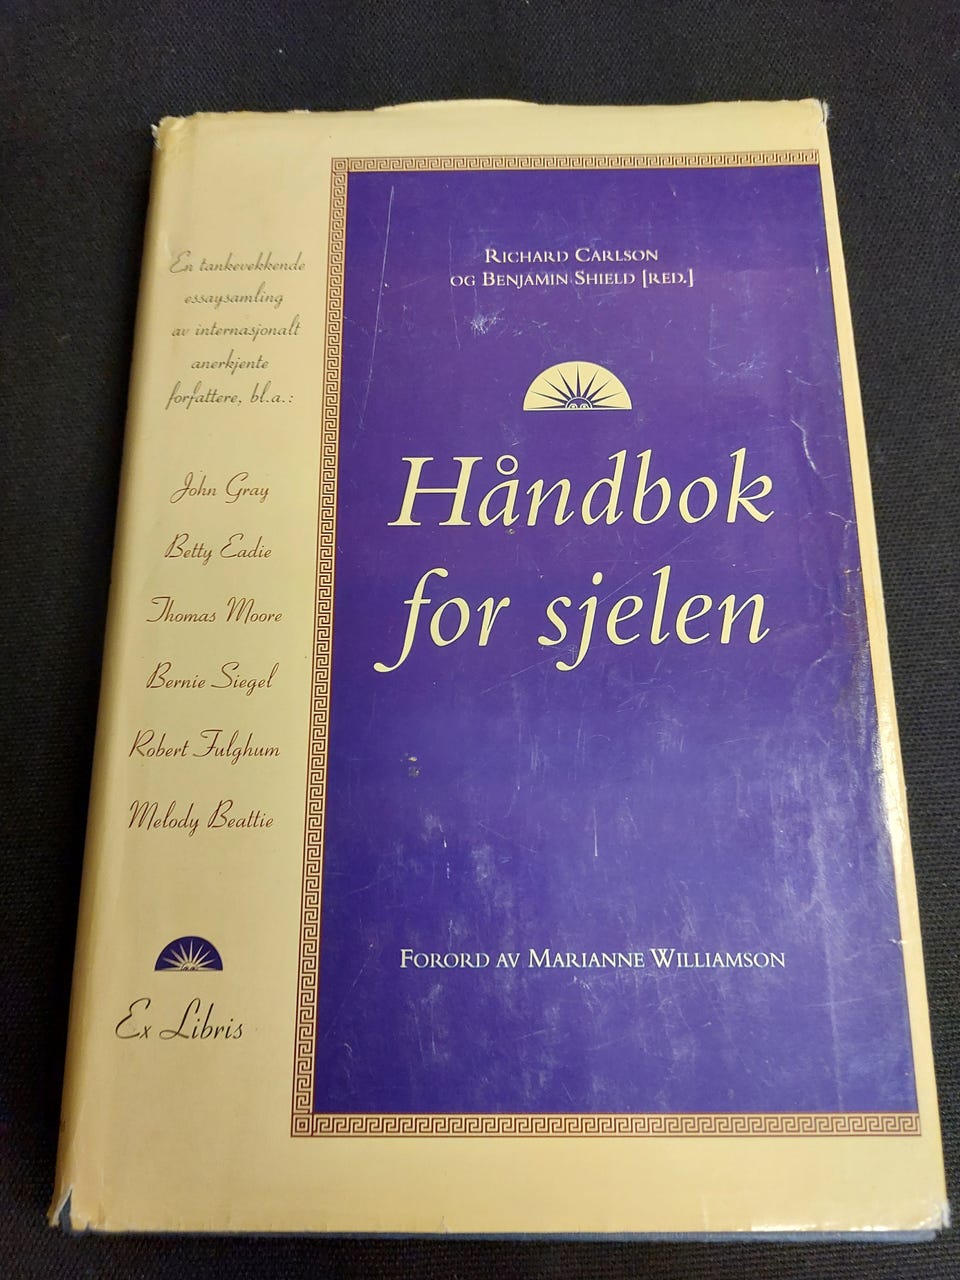 En tankevekkende
essaysamling
av internasjonalt
anerkjente
forfattere, bl.a.:
John Gray
Betty Eadie
Thomas Moore
Bernie Siegel
Robert Fulghum
Melody Beattie
Ex Libris
RICHARD CARLSON
OG BENJAMIN SHIELD [RED.]
Håndbok
for sjelen
FORORD AV MARIANNE WILLIAMSON